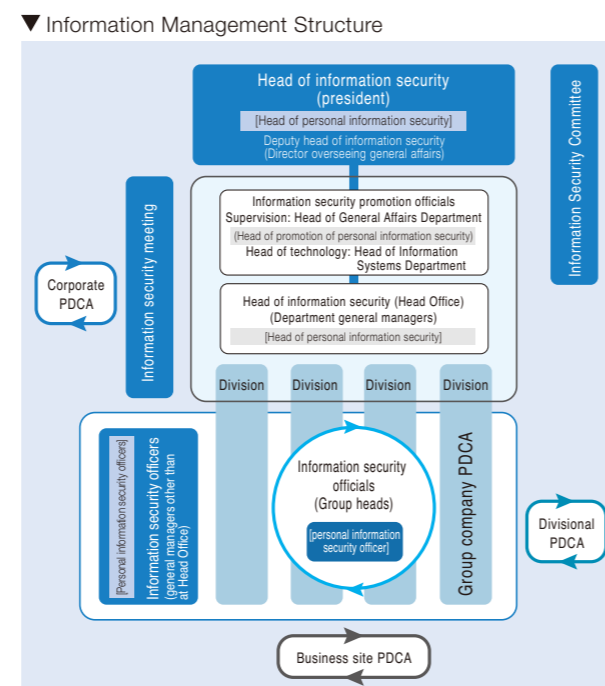 ▼ Information Management Structure
Head of information security
(president)
[Head of personal information security]
Deputy head of information security
(Director overseeing general affairs)
Information Security Committee
Information security meeting
Corporate
PDCA
Information security promotion officials
Supervision: Head of General Affairs Department
(Head of promotion of personal information security)
Head of technology: Head of Information
Systems Department
Head of information security (Head Office)
(Department general managers)
[Head of personal information security]
Division
Division
Division
Division
[Personal information security officers]
Information security officers
(general managers other than
at Head Office)
Information security
officials
(Group heads)
[personal information
security officer]
Group company PDCA
Divisional
PDCA
Business site PDCA